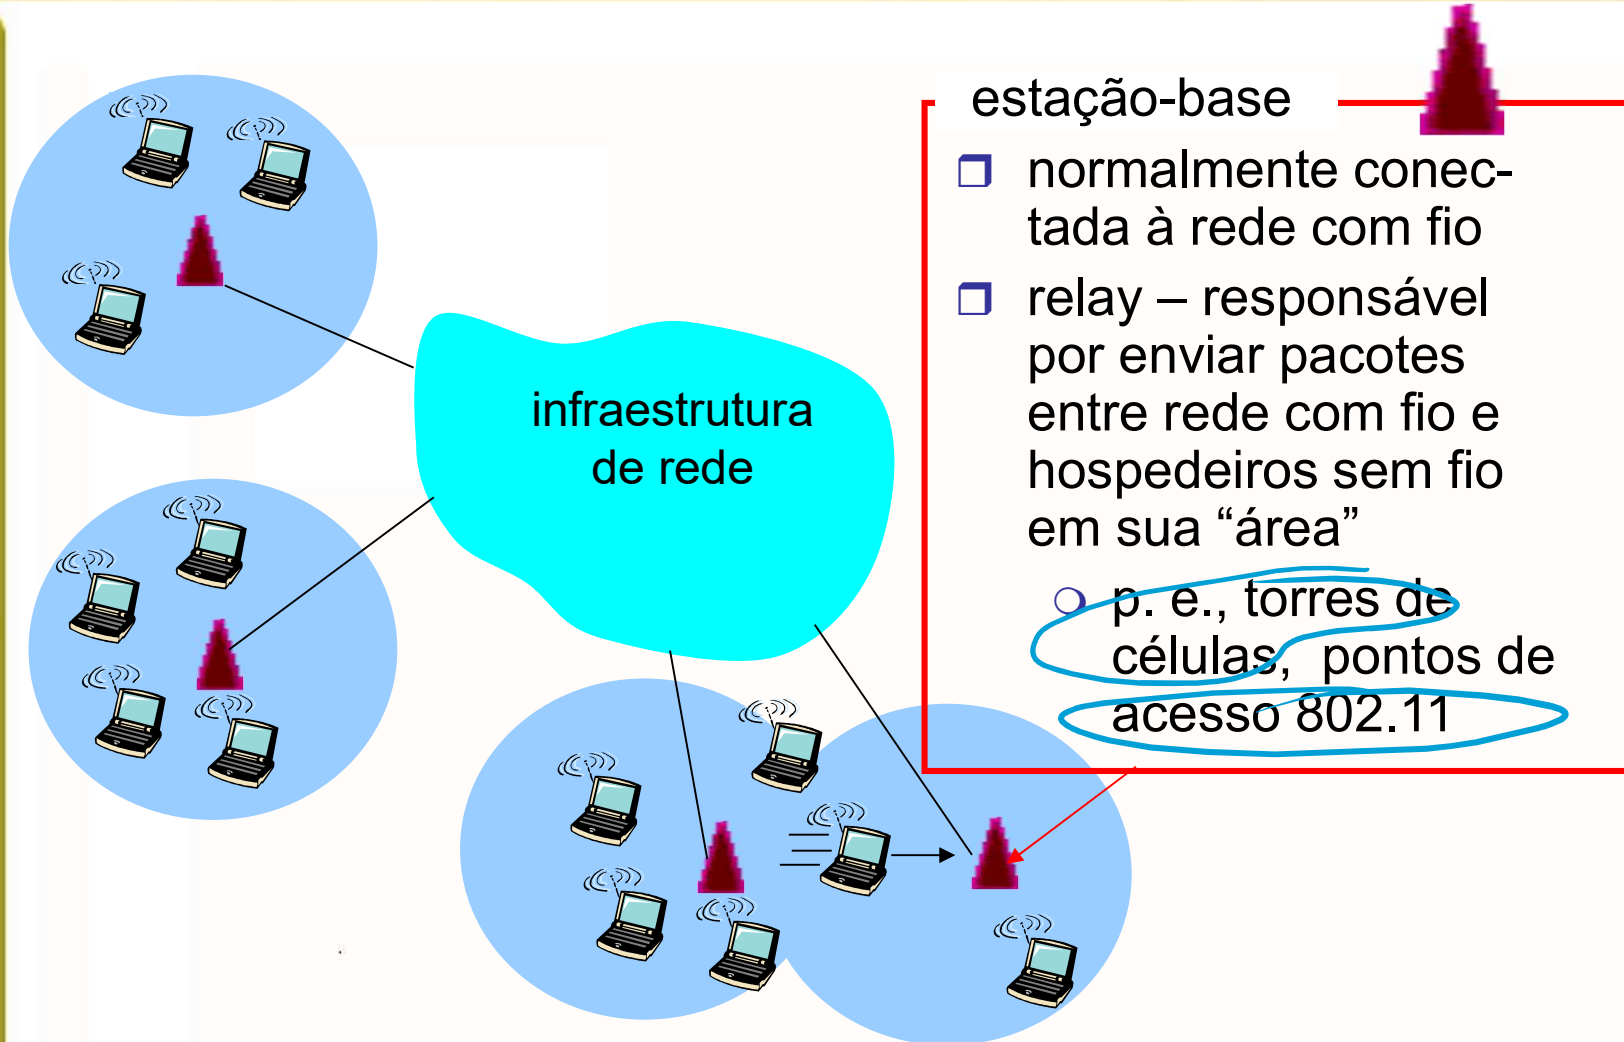 estação-base
normalmente conec-
tada à rede com fio
relay – responsável
por enviar pacotes
entre rede com fio e
hospedeiros sem fio
em sua “área”
p. e., torres de
células, pontos de
acesso 802.11
infraestrutura
de rede